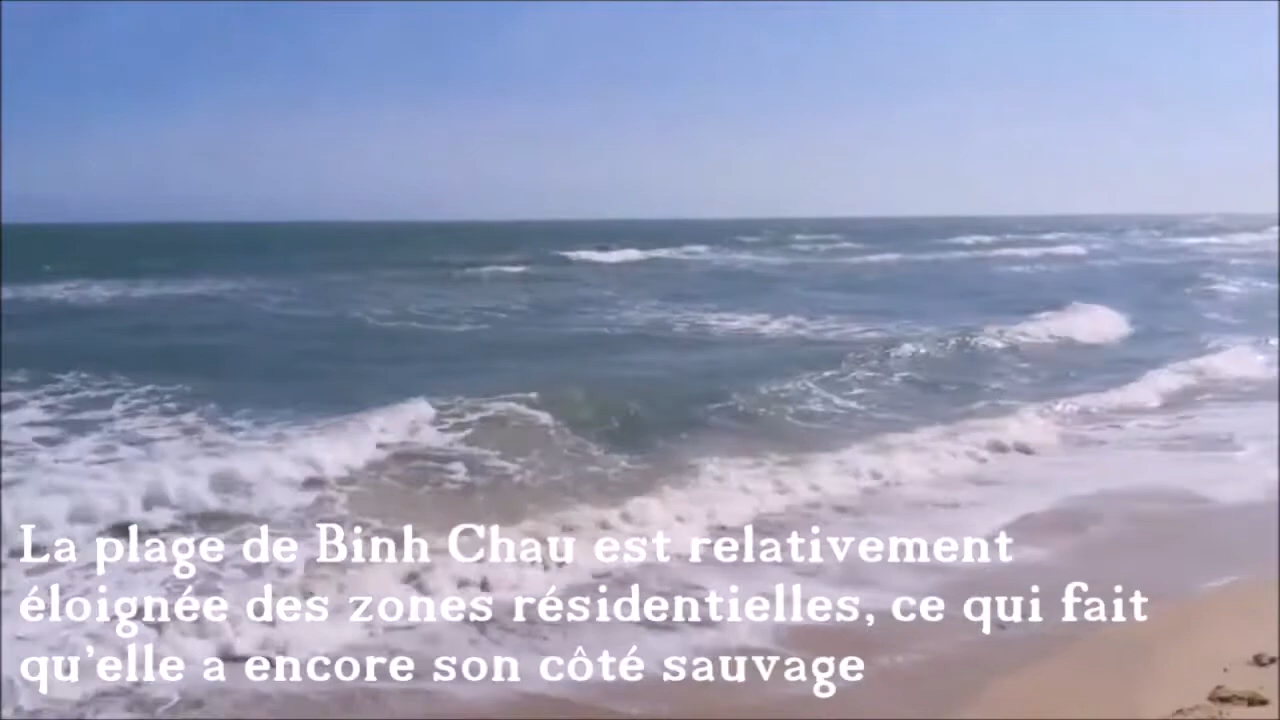 La plage de Binh Chau est relativement
éloignée des zones résidentielles, ce qui fait
qu'elle a encore son côté sauvage